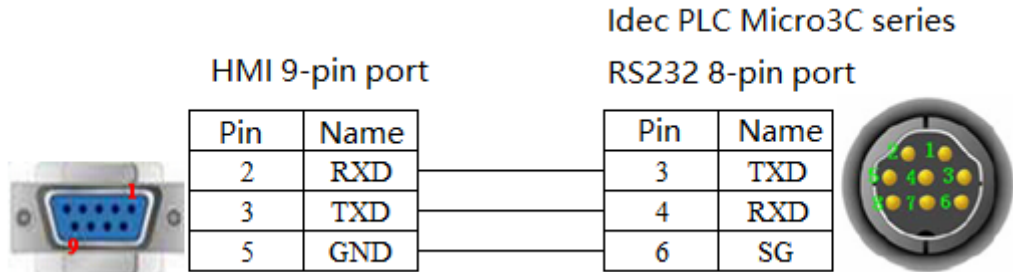 Idec PLC Micro3C series
HMI 9-pin port RS232 8-pin port
Pin Name Pin Name
2 RXD 3 TXD
3 TXD 4 RXD
5 GND 6 SG
1
9
2 1
5 4 3
8 7 6